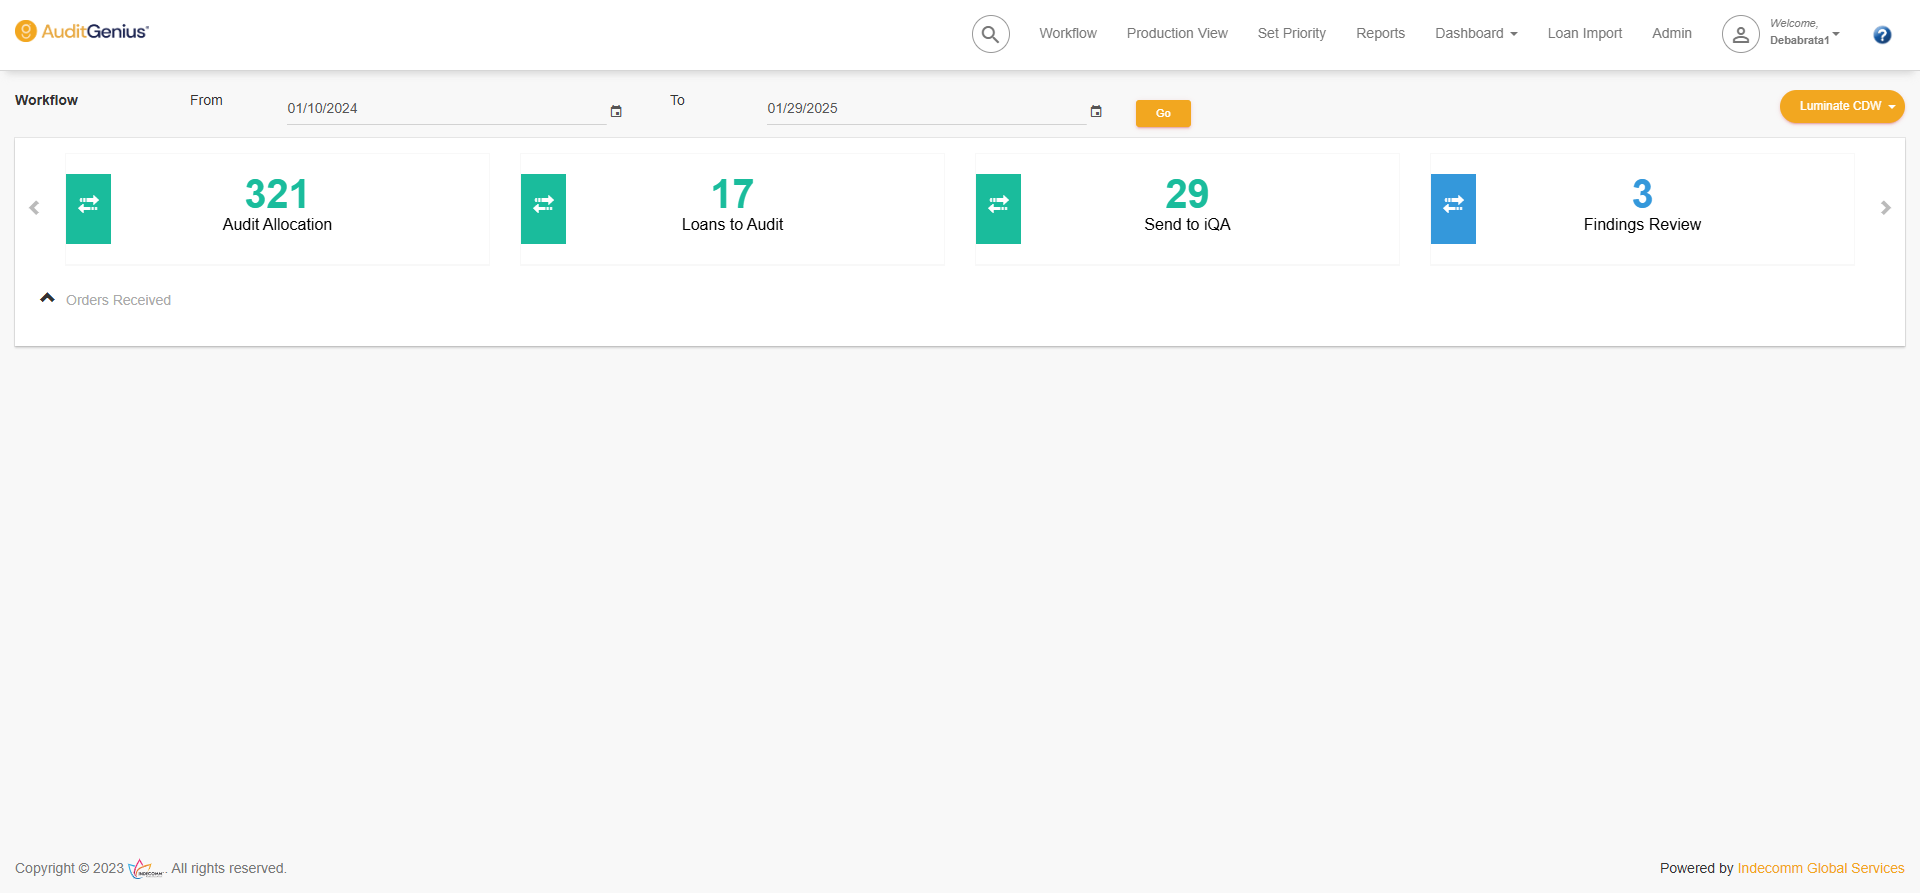 AuditGenius
Workflow
Production View
Set Priority
Reports
Dashboard
Loan Import
Admin
Welcome,
Debabrata1
?
Workflow
From
01/10/2024
To
01/29/2025
Go
Luminate CDW
321
Audit Allocation
17
Loans to Audit
29
Send to iQA
3
Findings Review
Orders Received
Copyright © 2023 INDECOMM . All rights reserved.
Powered by Indecomm Global Services